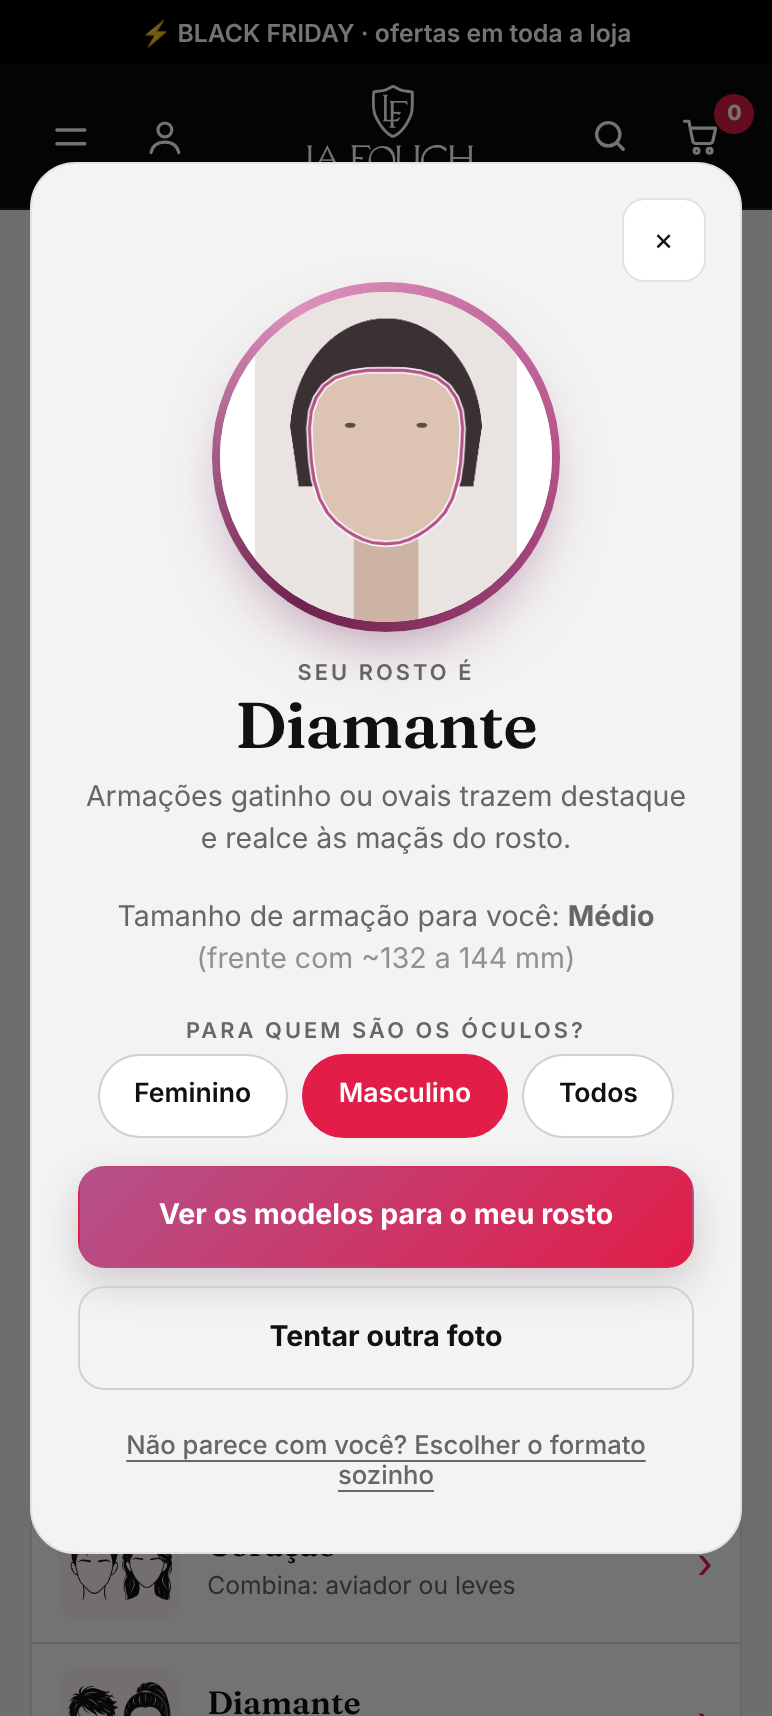 ⚡ BLACK FRIDAY · ofertas em toda a loja
LF
0
×
SEU ROSTO É
Diamante
Armações gatinho ou ovais trazem destaque
e realce às maçãs do rosto.
Tamanho de armação para você: Médio
(frente com ~132 a 144 mm)
PARA QUEM SÃO OS ÓCULOS?
Feminino
Masculino
Todos
Ver os modelos para o meu rosto
Tentar outra foto
Não parece com você? Escolher o formato
sozinho
Combina: aviador ou leves
Diamante